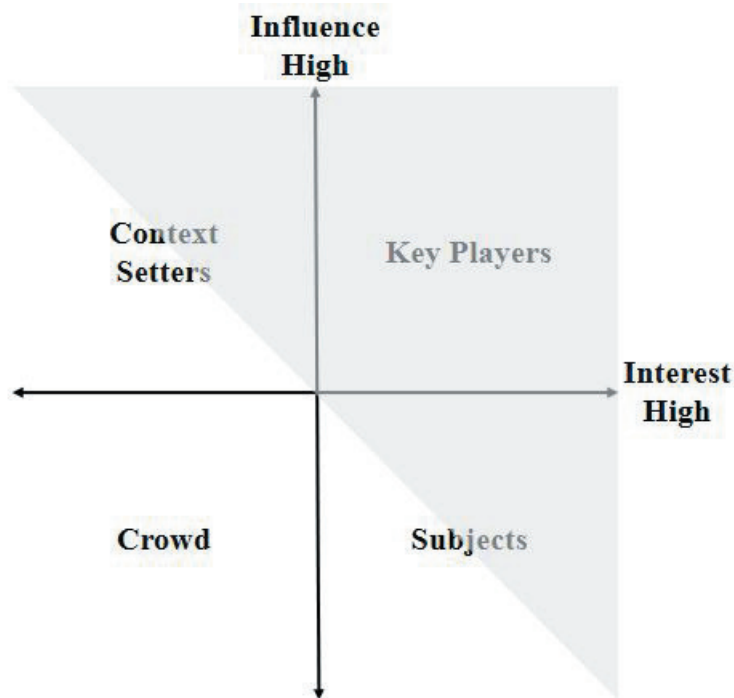 Influence
High
Context
Setters
Key Players
Interest
High
Crowd
Subjects